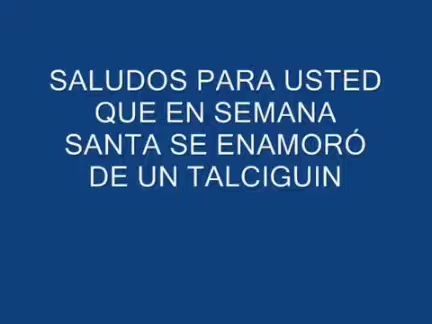 SALUDOS PARA USTED
QUE EN SEMANA
SANTA SE ENAMORÓ
DE UN TALCIGUIN